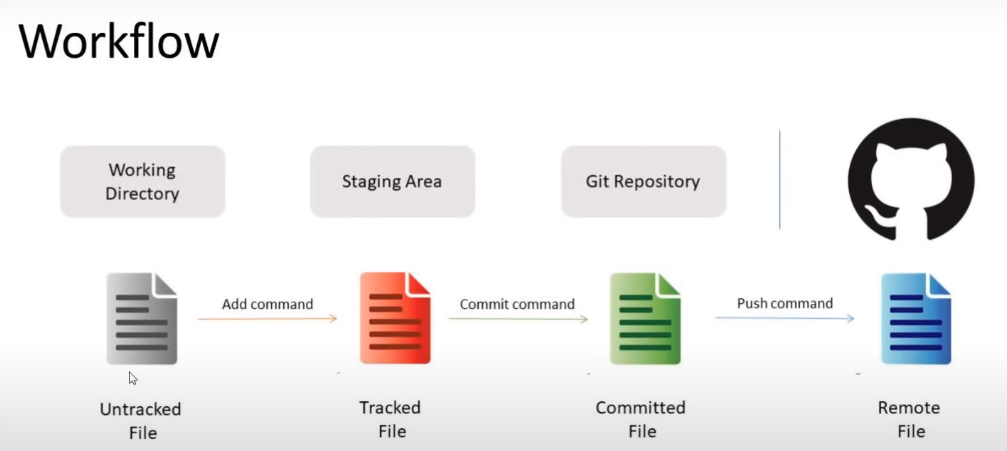 Workflow
Working
Directory
Staging Area
Git Repository
Add command
Commit command
Push command
Untracked
File
Tracked
File
Committed
File
Remote
File